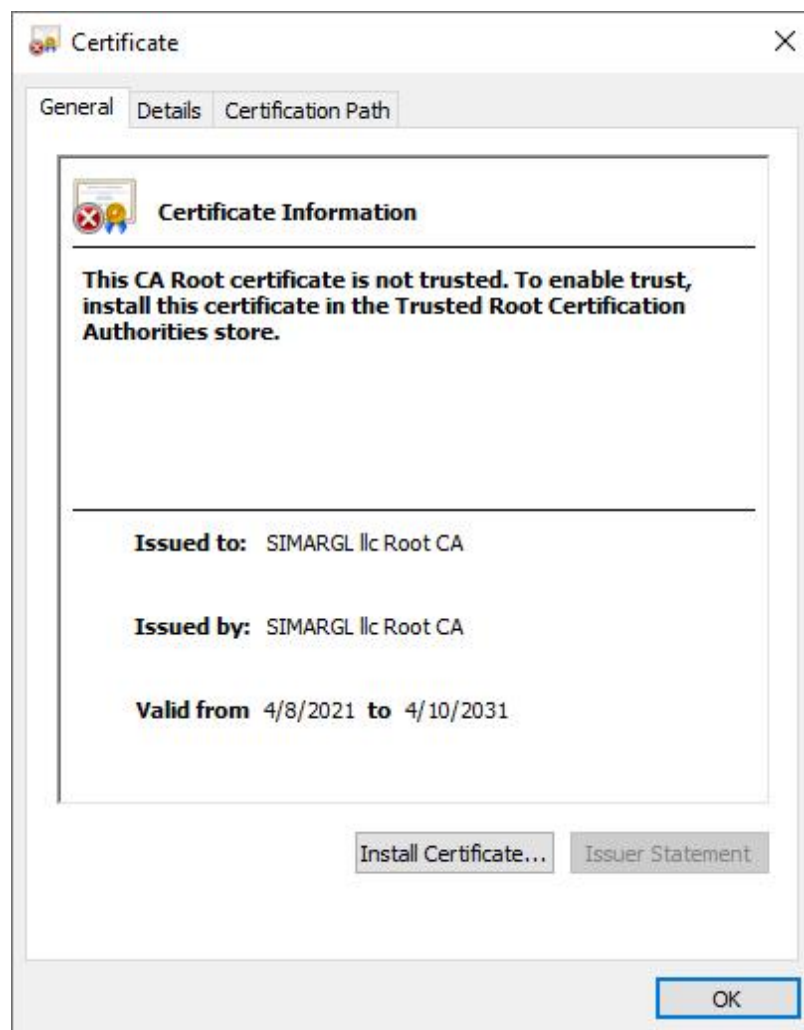 Certificate
General Details Certification Path
Certificate Information
This CA Root certificate is not trusted. To enable trust,
install this certificate in the Trusted Root Certification
Authorities store.
Issued to: SIMARGL llc Root CA
Issued by: SIMARGL llc Root CA
Valid from 4/8/2021 to 4/10/2031
Install Certificate... Issuer Statement
OK